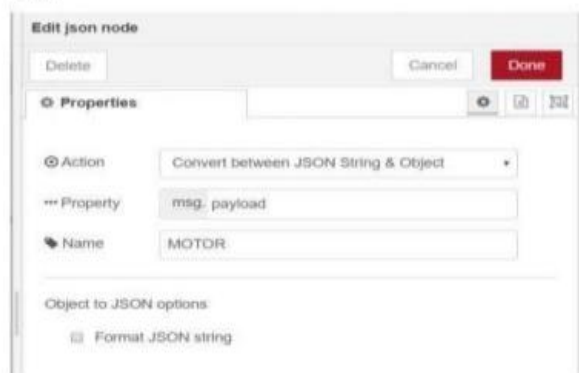 Edit json node
Delete Cancel Done
Properties
Action Convert between JSON String & Object
Property msg. payload
Name MOTOR
Object to JSON options
Format JSON string